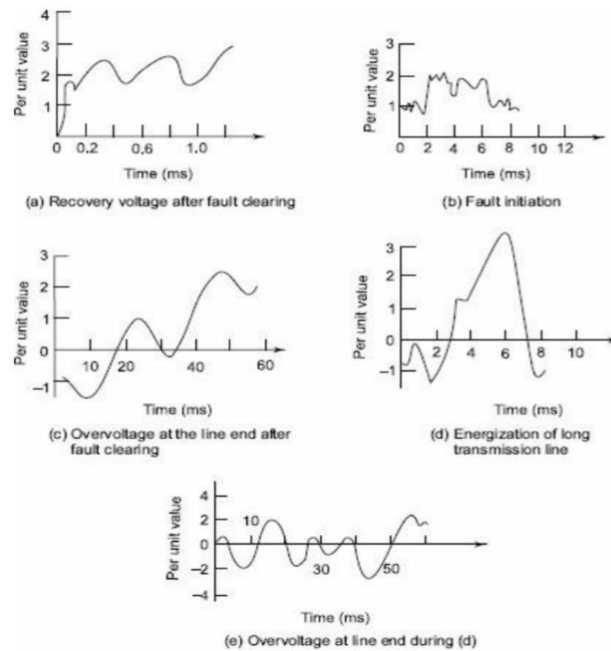 4
3
2
1
Per unit value
0 0.2 0,6 1.0
Time (ms)
(a) Recovery voltage after fault clearing
3
2
1
Per unit value
0 2 4 6 8 10 12
Time (ms)
(b) Fault initiation
3
2
1
0
−1
Per unit value
10 20 40 60
Time (ms)
(c) Overvoltage at the line end after
fault clearing
3
2
1
0
−1
Per unit value
2 4 6 8 10
Time (ms)
(d) Energization of long
transmission line
4
2
0
−2
−4
Per unit value
10 30 50
Time (ms)
(e) Overvoltage at line end during (d)